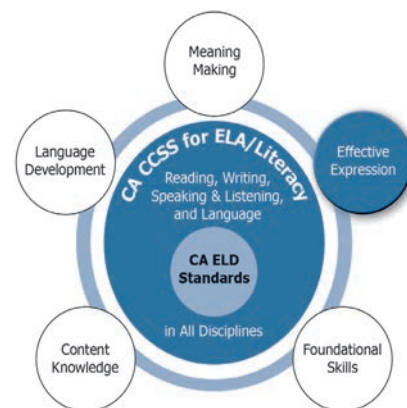 Meaning
Making
Language
Development
Effective
Expression
CA CCSS for ELA/Literacy
Reading, Writing,
Speaking & Listening,
and Language
CA ELD
Standards
in All Disciplines
Content
Knowledge
Foundational
Skills